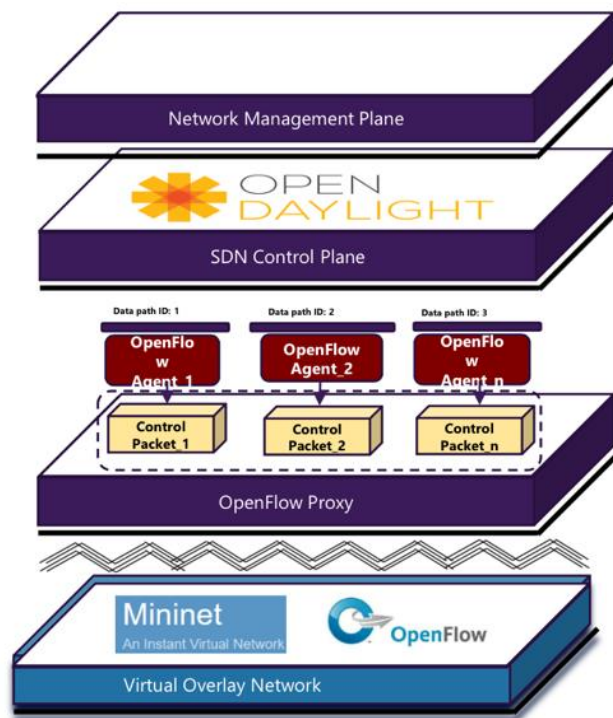 Network Management Plane
OPEN
DAYLIGHT
SDN Control Plane
Data path ID: 1
Data path ID: 2
Data path ID: 3
OpenFlo
w
Agent_1
OpenFlow
Agent_2
OpenFlo
w
Agent_n
Control
Packet_1
Control
Packet_2
Control
Packet_n
OpenFlow Proxy
Mininet
An Instant Virtual Network
OpenFlow
Virtual Overlay Network